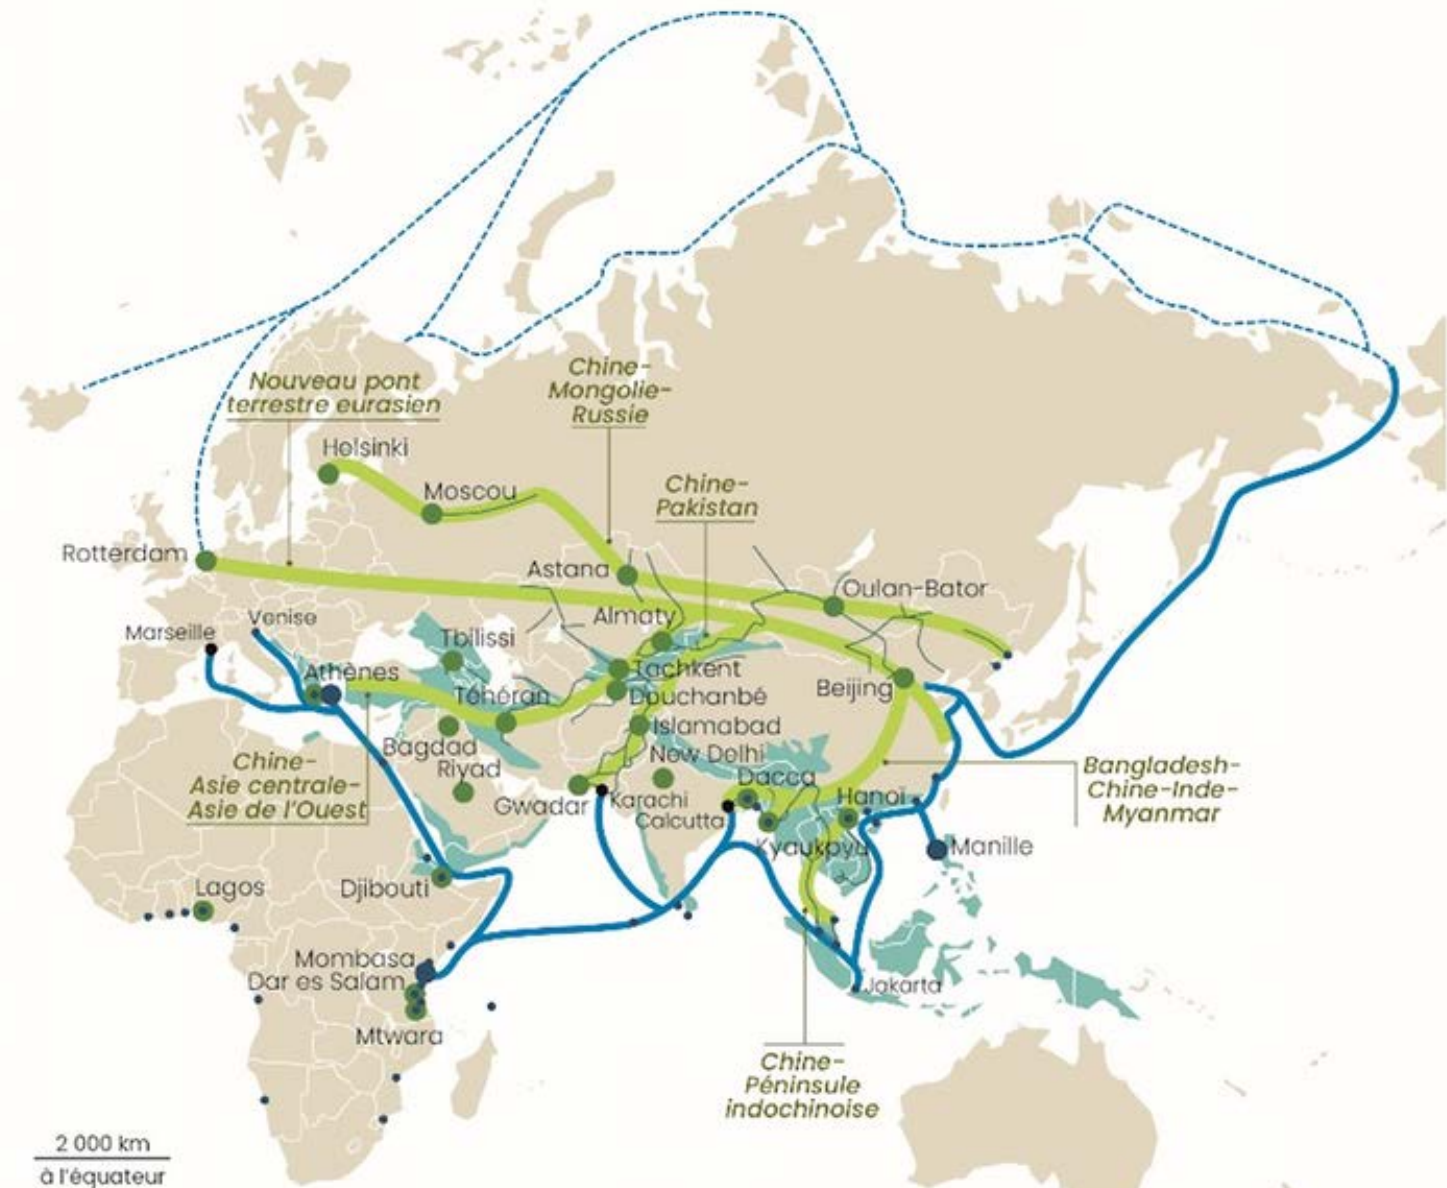 Nouveau pont
terrestre eurasien
Chine-
Mongolie-
Russie
Helsinki
Moscou
Chine-
Pakistan
Rotterdam
Astana
Oulan-Bator
Almaty
Venise
Marseille
Tbilissi
Athènes
Tachkent
Téhéran
Douchanbé
Beijing
Islamabad
Bagdad
New Delhi
Riyad
Chine-
Asie centrale-
Asie de l'Ouest
Dacca
Bangladesh-
Chine-Inde-
Myanmar
Gwadar
Karachi
Hanoï
Calcutta
Kyaukpyu
Manille
Lagos
Djibouti
Mombasa
Dar es Salam
Jakarta
Mtwara
Chine-
Péninsule
indochinoise
2 000 km
à l'équateur